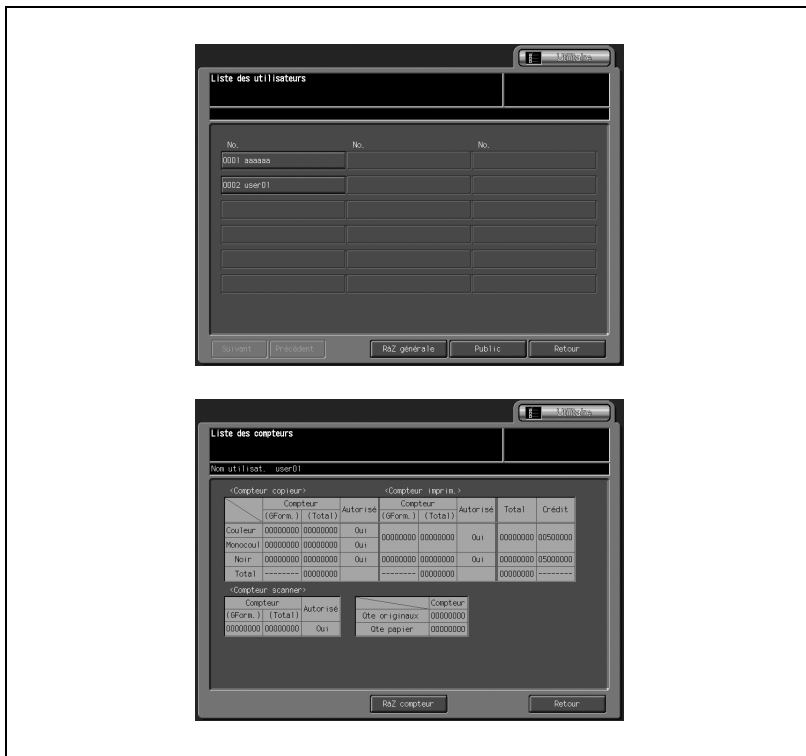 Utilitaire
Liste des utilisateurs
No. No. No.
0001 aaaaaa
0002 user01
Suivant Précédent RàZ générale Public Retour
Utilitaire
Liste des compteurs
Nom utilisat. user01
<Compteur copieur> <Compteur imprim.>
Compteur Autorisé Compteur Autorisé Total Crédit
(GForm.) (Total) (GForm.) (Total)
Couleur 00000000 00000000 Oui 00000000 00000000 Oui 00000000 00500000
Monocoul 00000000 00000000 Oui
Noir 00000000 00000000 Oui 00000000 00000000 Oui 00000000 05000000
Total -------- 00000000 -------- 00000000 00000000 --------
<Compteur scanner>
Compteur Autorisé Compteur
(GForm.) (Total) Qte originaux 00000000
00000000 00000000 Oui Qte papier 00000000
RàZ compteur Retour